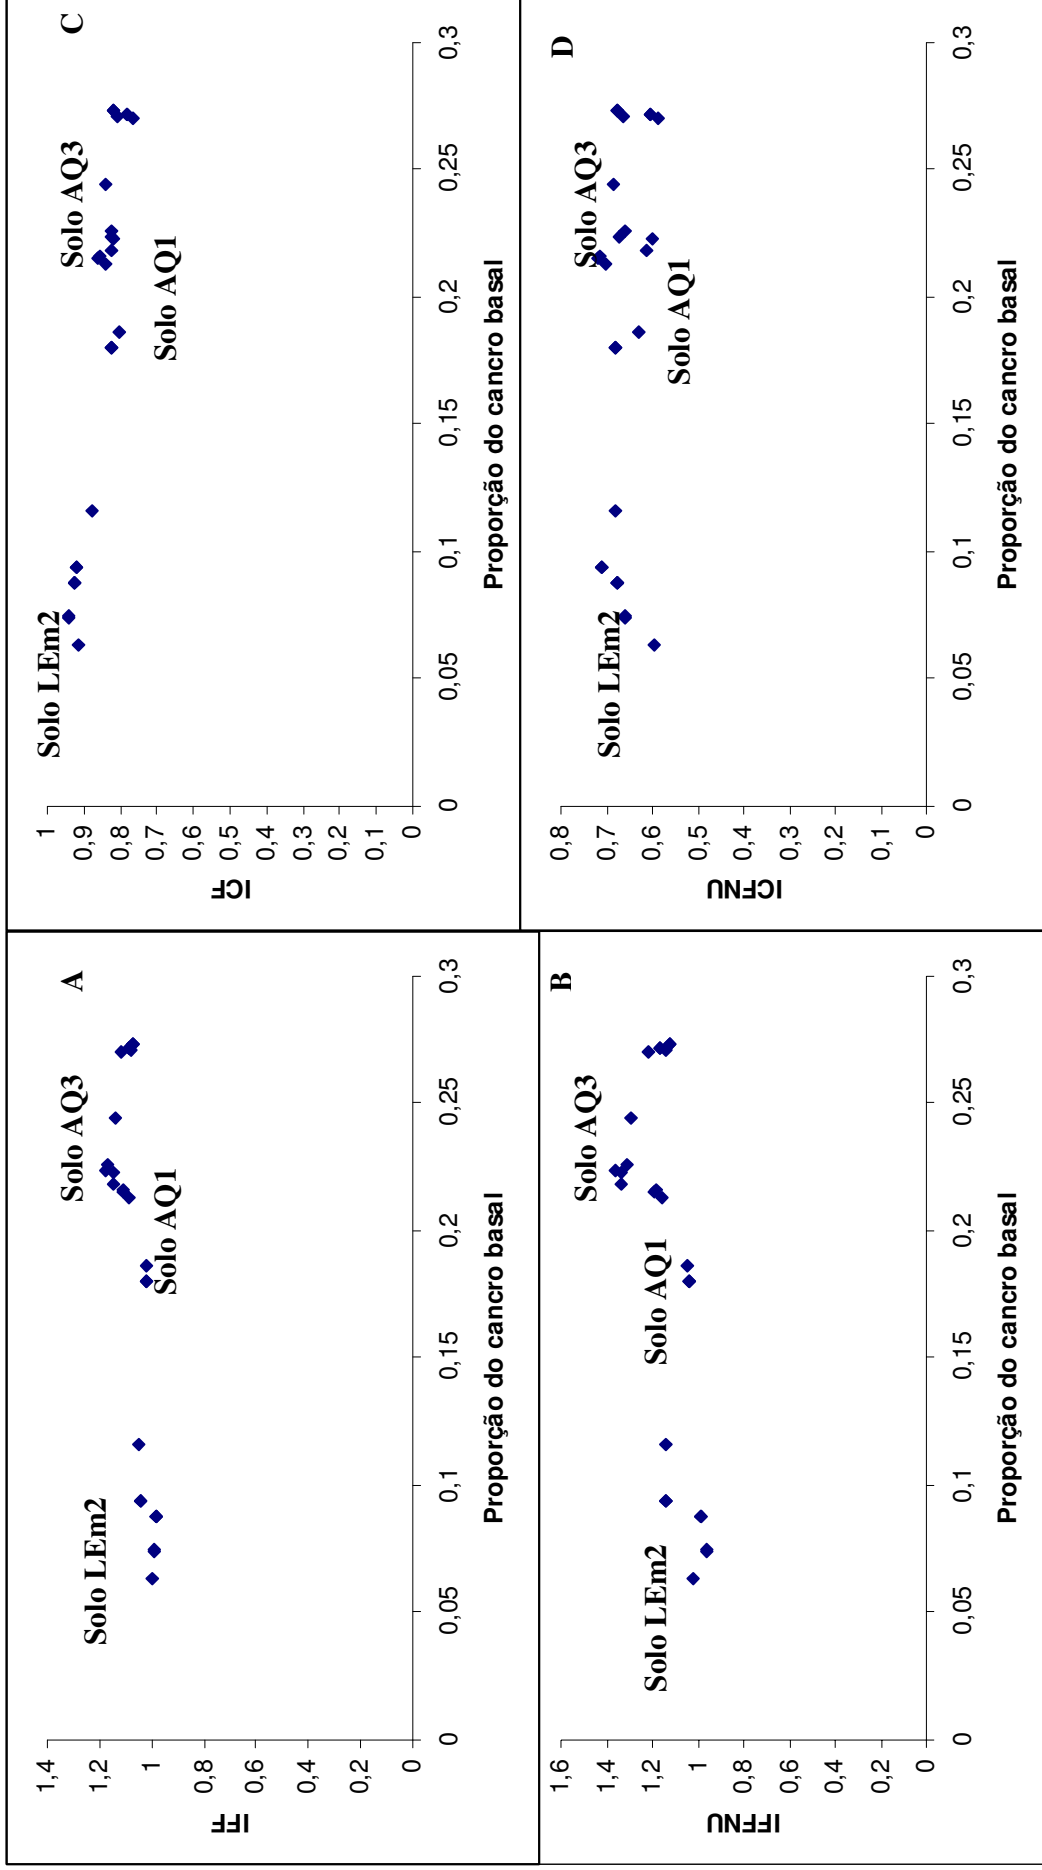 A
Solo AQ3
Solo AQ1
Solo LEm2
1,4
1,2
1
0,8
0,6
0,4
0,2
0
IFF
0
0,05
0,1
0,15
0,2
0,25
0,3
Proporção do cancro basal
C
Solo AQ3
Solo AQ1
Solo LEm2
1
0,9
0,8
0,7
0,6
0,5
0,4
0,3
0,2
0,1
0
ICF
0
0,05
0,1
0,15
0,2
0,25
0,3
Proporção do cancro basal
B
Solo AQ3
Solo AQ1
Solo LEm2
1,6
1,4
1,2
1
0,8
0,6
0,4
0,2
0
IFFNU
0
0,05
0,1
0,15
0,2
0,25
0,3
Proporção do cancro basal
D
Solo AQ3
Solo AQ1
Solo LEm2
0,8
0,7
0,6
0,5
0,4
0,3
0,2
0,1
0
ICFNU
0
0,05
0,1
0,15
0,2
0,25
0,3
Proporção do cancro basal